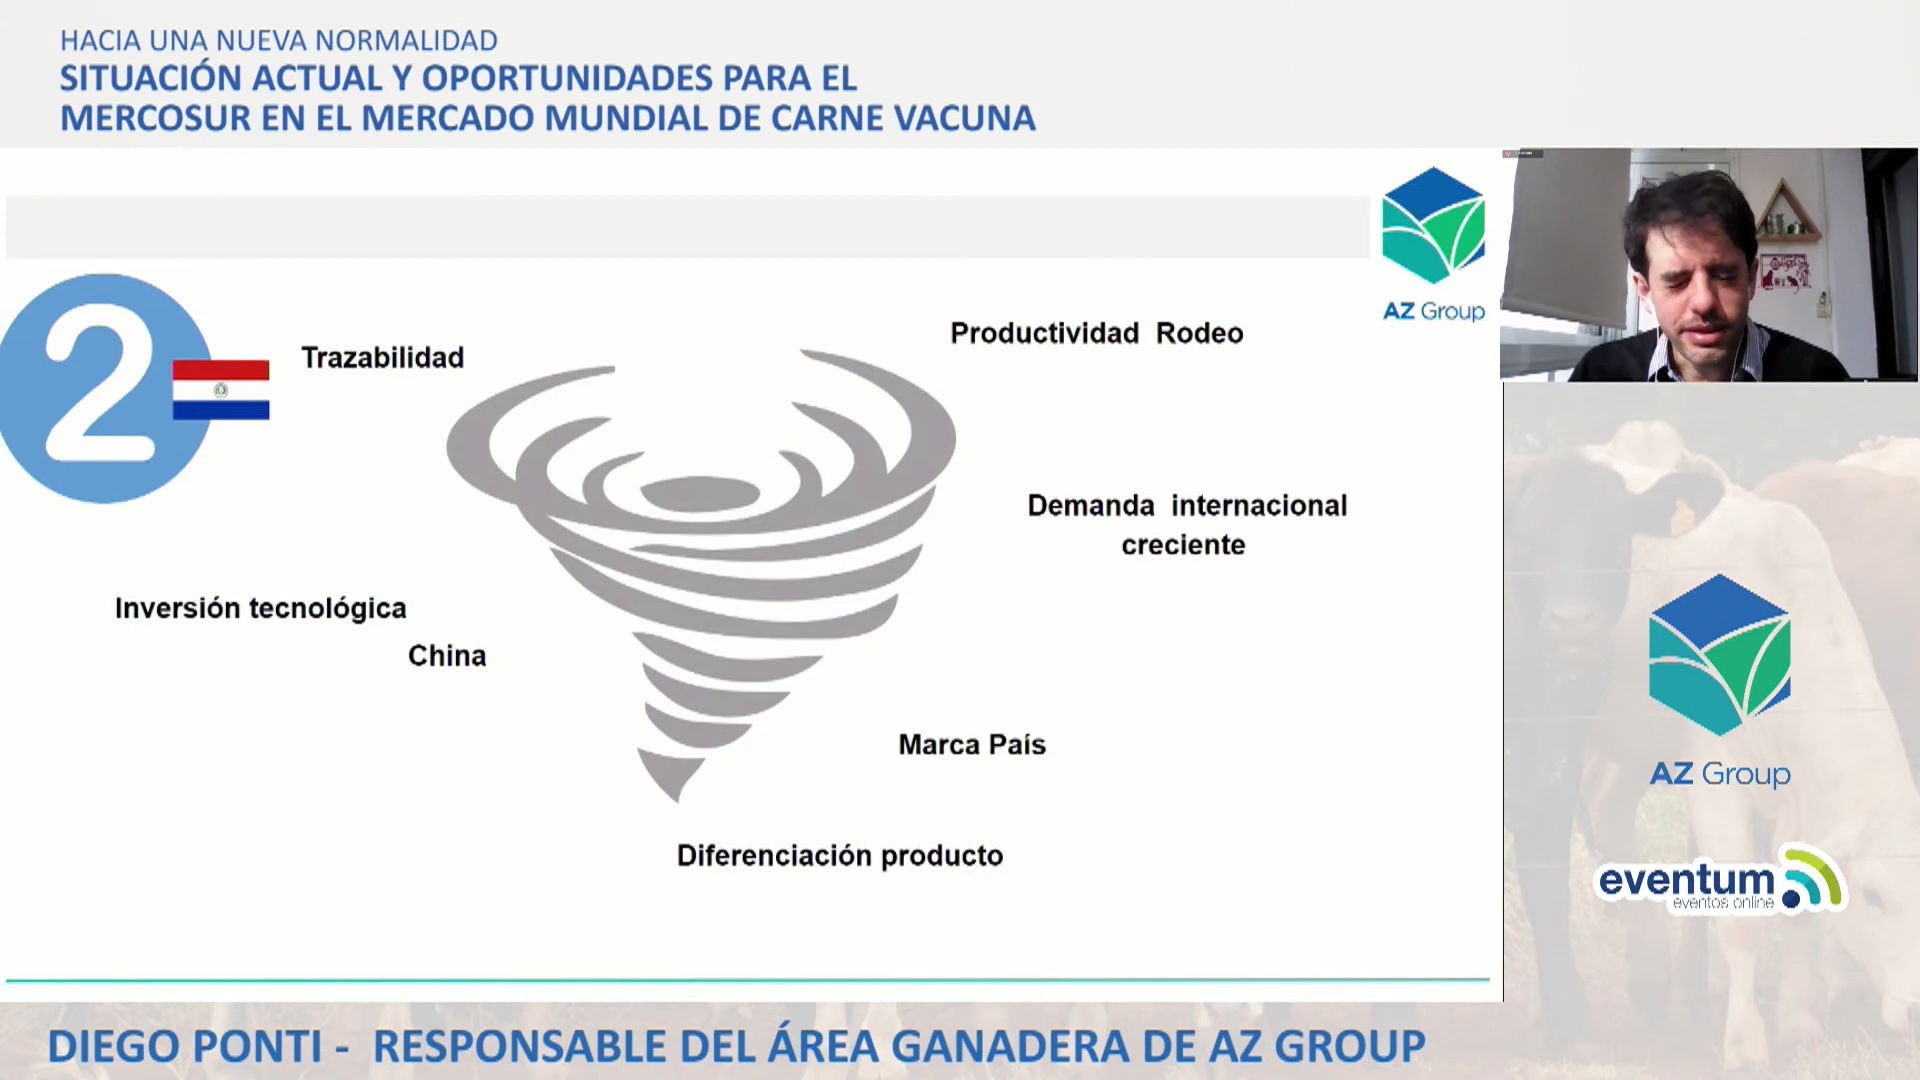 HACIA UNA NUEVA NORMALIDAD
SITUACIÓN ACTUAL Y OPORTUNIDADES PARA EL
MERCOSUR EN EL MERCADO MUNDIAL DE CARNE VACUNA
AZ Group
2
Trazabilidad
Productividad Rodeo
Demanda internacional
creciente
Inversión tecnológica
China
Marca País
Diferenciación producto
AZ Group
eventum
eventos online
DIEGO PONTI - RESPONSABLE DEL ÁREA GANADERA DE AZ GROUP